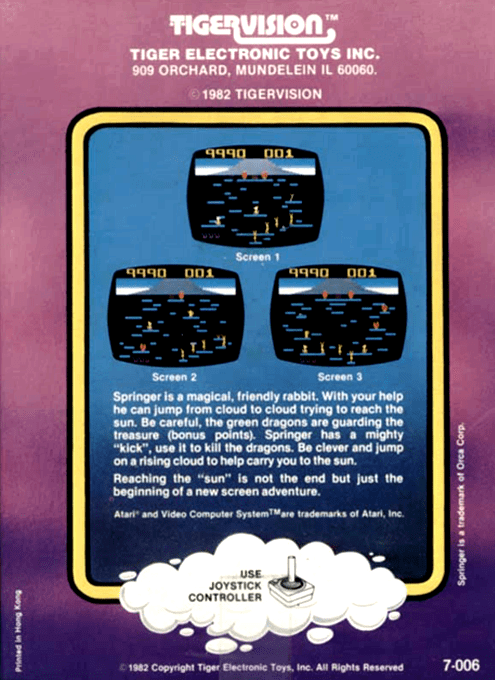 TIGERVISION™
TIGER ELECTRONIC TOYS INC.
909 ORCHARD, MUNDELEIN IL 60060.
©1982 TIGERVISION
9990 001
Screen 1
9990 001
9990 001
Screen 2
Screen 3
Springer is a magical, friendly rabbit. With your help
he can jump from cloud to cloud trying to reach the
sun. Be careful, the green dragons are guarding the
treasure (bonus points). Springer has a mighty
"kick", use it to kill the dragons. Be clever and jump
on a rising cloud to help carry you to the sun.
Reaching the "sun" is not the end but just the
beginning of a new screen adventure.
Atari® and Video Computer System™are trademarks of Atari, Inc.
Springer is a trademark of Orca Corp.
USE
JOYSTICK
CONTROLLER
Printed in Hong Kong
©1982 Copyright Tiger Electronic Toys, Inc. All Rights Reserved
7-006